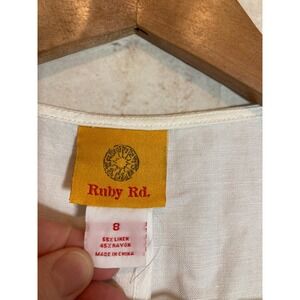 Ruby Rd.
8
55% LINEN
45% RAYON
MADE IN CHINA